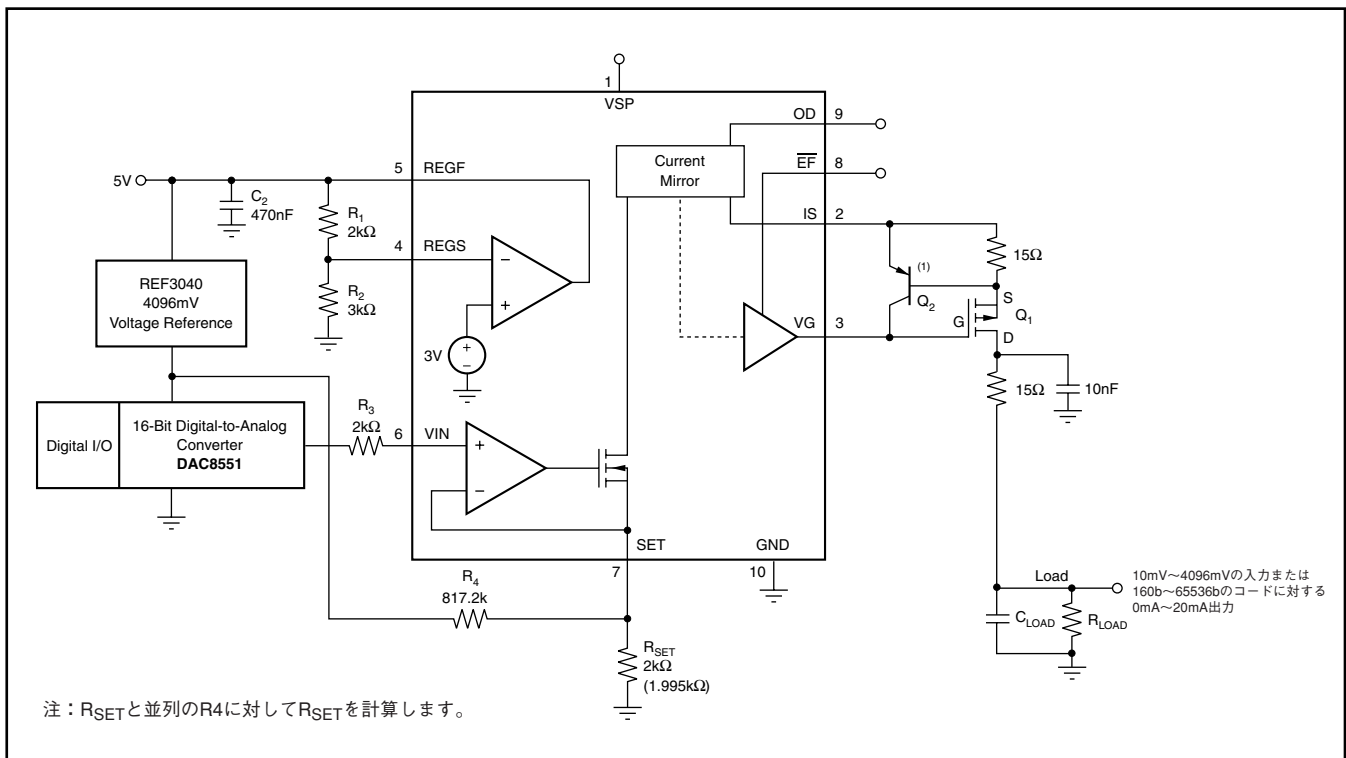 1
VSP
OD 9
EF 8
Current
Mirror
5 REGF
5V
C2
470nF
R1
2kΩ
IS 2
15Ω
4 REGS
REF3040
4096mV
Voltage Reference
R2
3kΩ
−
+
(1)
Q2
S
Q1
G
D
VG 3
3V
+
−
15Ω
10nF
Digital I/O
16-Bit Digital-to-Analog
Converter
DAC8551
R3
2kΩ
6 VIN
+
−
SET
GND
7
10
R4
817.2k
Load
10mV～4096mVの入力または
160b～65536bのコードに対する
0mA～20mA出力
CLOAD
RLOAD
RSET
2kΩ
(1.995kΩ)
注：RSETと並列のR4に対してRSETを計算します。